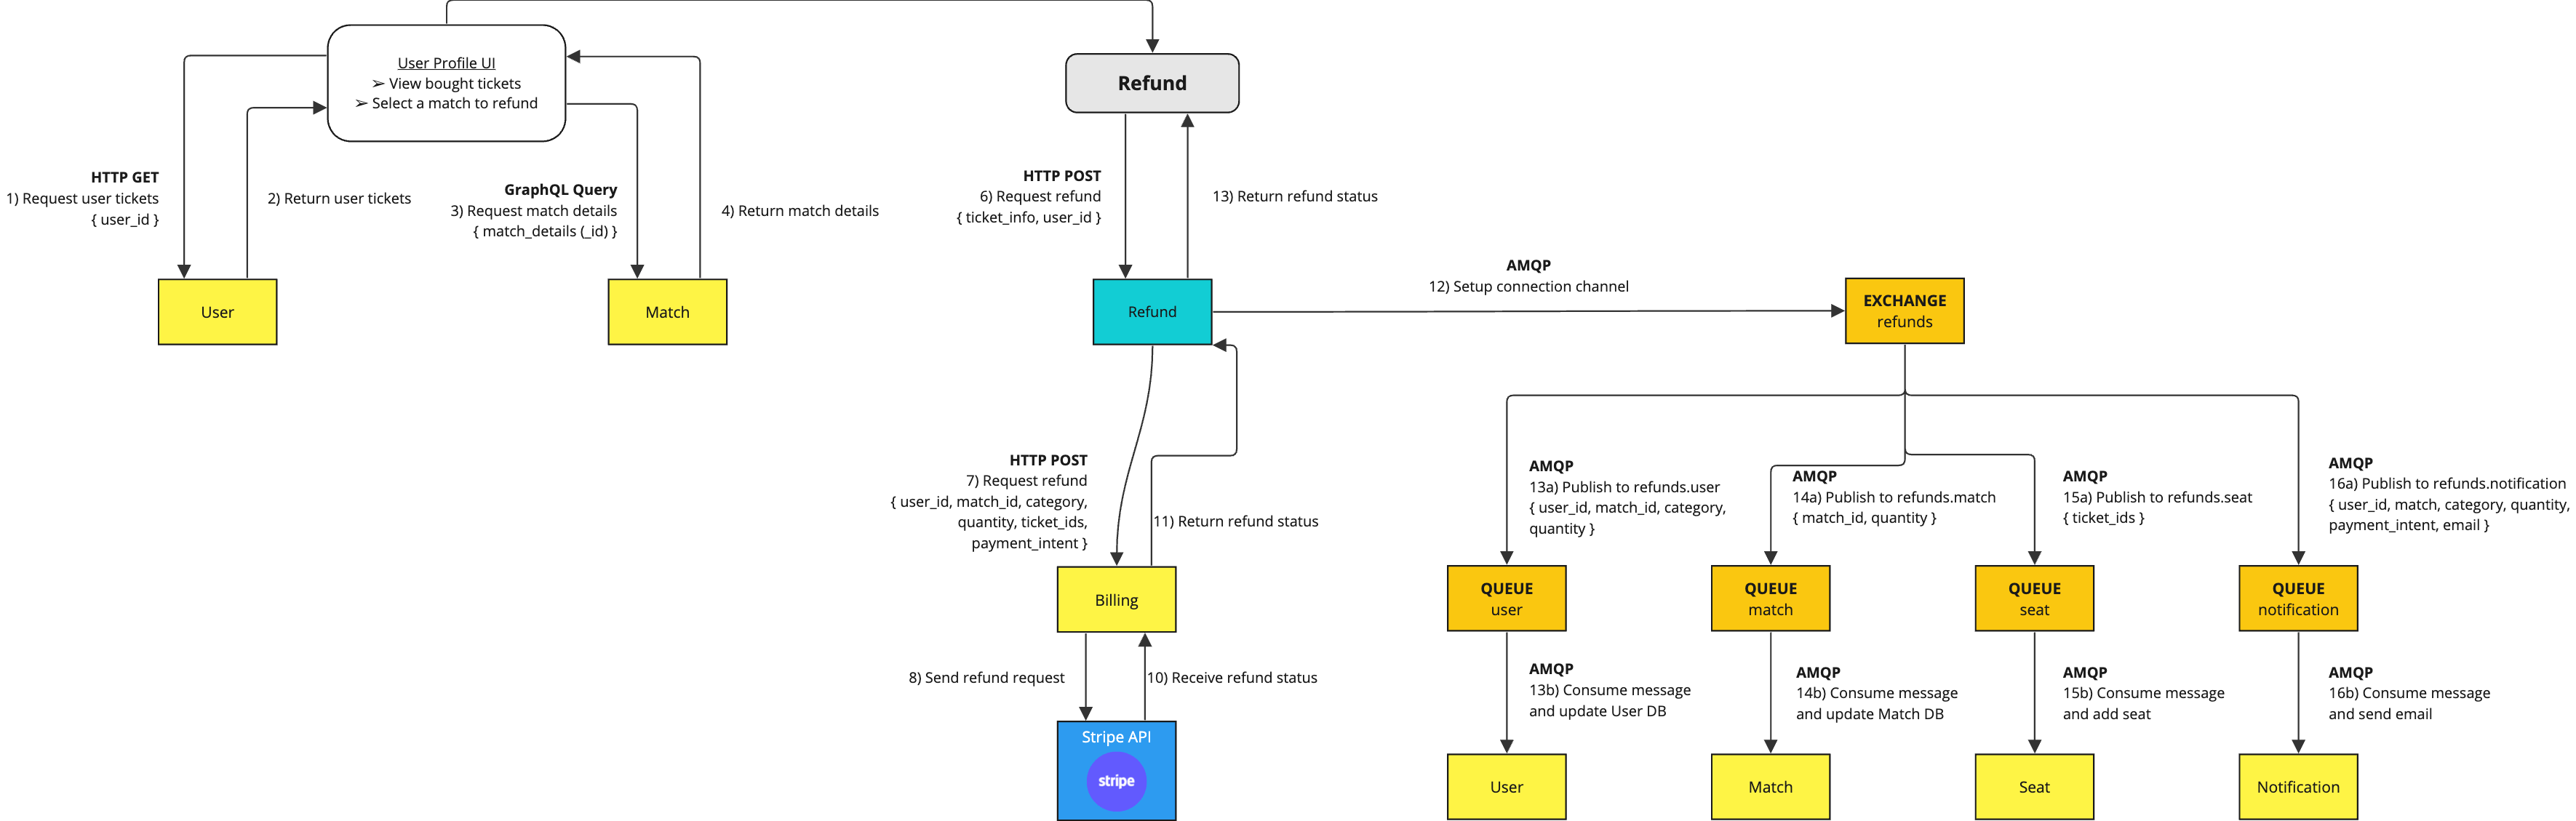 User Profile UI
➢ View bought tickets
➢ Select a match to refund
HTTP GET
1) Request user tickets
{ user_id }
2) Return user tickets
GraphQL Query
3) Request match details
{ match_details (_id) }
4) Return match details
User
Match
Refund
HTTP POST
6) Request refund
{ ticket_info, user_id }
13) Return refund status
Refund
AMQP
12) Setup connection channel
EXCHANGE
refunds
HTTP POST
7) Request refund
{ user_id, match_id, category,
quantity, ticket_ids,
payment_intent }
11) Return refund status
Billing
8) Send refund request
10) Receive refund status
Stripe API
stripe
AMQP
13a) Publish to refunds.user
{ user_id, match_id, category,
quantity }
AMQP
14a) Publish to refunds.match
{ match_id, quantity }
AMQP
15a) Publish to refunds.seat
{ ticket_ids }
AMQP
16a) Publish to refunds.notification
{ user_id, match, category, quantity,
payment_intent, email }
QUEUE
user
QUEUE
match
QUEUE
seat
QUEUE
notification
AMQP
13b) Consume message
and update User DB
AMQP
14b) Consume message
and update Match DB
AMQP
15b) Consume message
and add seat
AMQP
16b) Consume message
and send email
User
Match
Seat
Notification